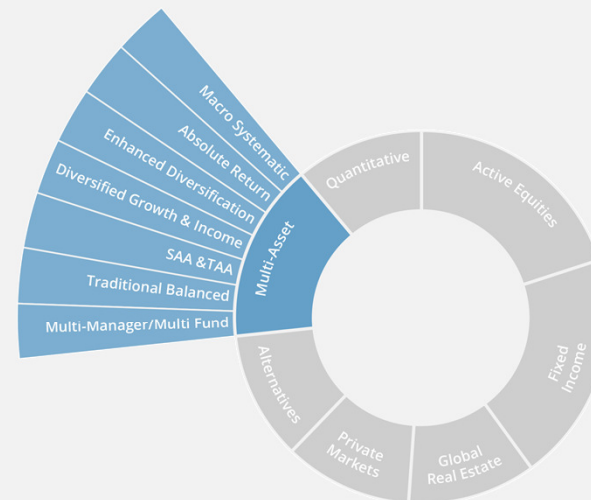 Macro Systematic
Absolute Return
Enhanced Diversification
Diversified Growth & Income
SAA &TAA
Traditional Balanced
Multi-Manager/Multi Fund
Multi-Asset
Quantitative
Active Equities
Fixed
Income
Global
Real Estate
Private
Markets
Alternatives